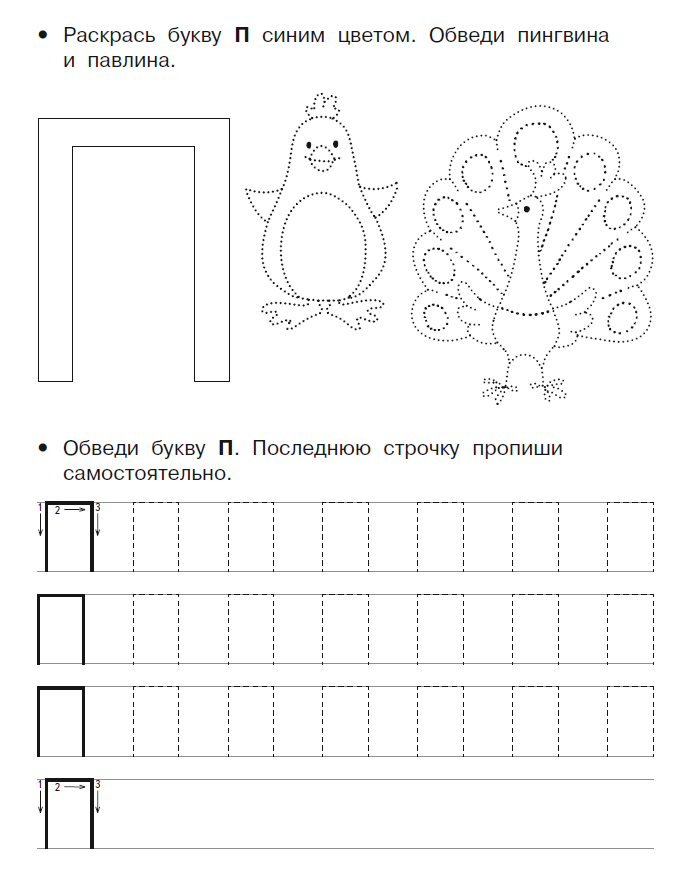 • Раскрась букву П синим цветом. Обведи пингвина
и павлина.
П
• Обведи букву П. Последнюю строчку пропиши
самостоятельно.
1 2 3 П П П П П П П
П П П П П П П
П П П П П П П
1 2 3 П